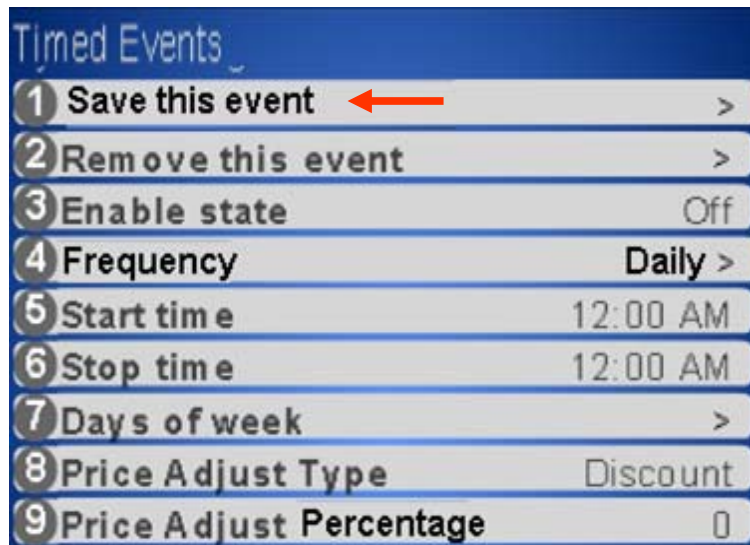 Timed Events
1 Save this event >
2 Remove this event >
3 Enable state Off
4 Frequency Daily >
5 Start time 12:00 AM
6 Stop time 12:00 AM
7 Days of week >
8 Price Adjust Type Discount
9 Price Adjust Percentage 0